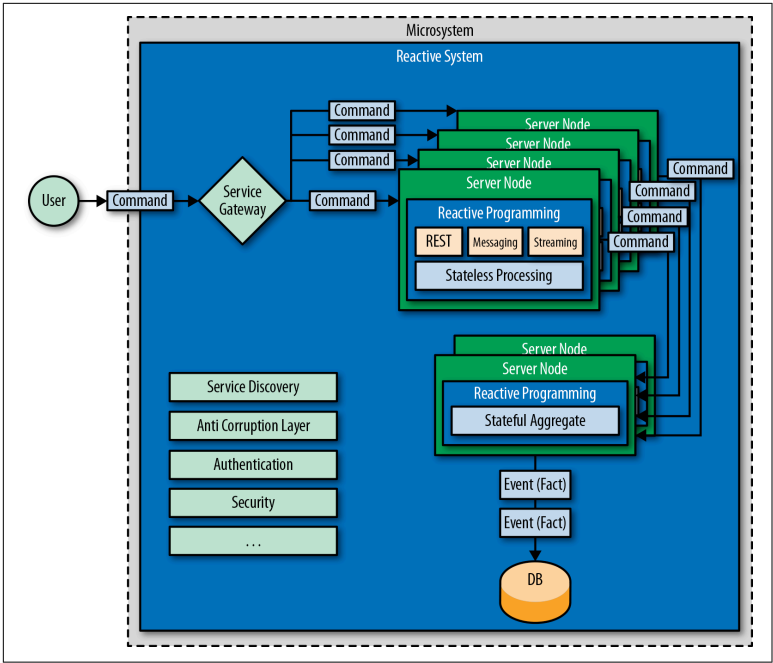 Microsystem
Reactive System
Command
Command
Command
Command
Command
User
Service
Gateway
Server Node
Server Node
Server Node
Server Node
Reactive Programming
REST
Messaging
Streaming
Stateless Processing
Command
Command
Command
Command
Server Node
Server Node
Reactive Programming
Stateful Aggregate
Service Discovery
Anti Corruption Layer
Authentication
Security
. . .
Event (Fact)
Event (Fact)
DB